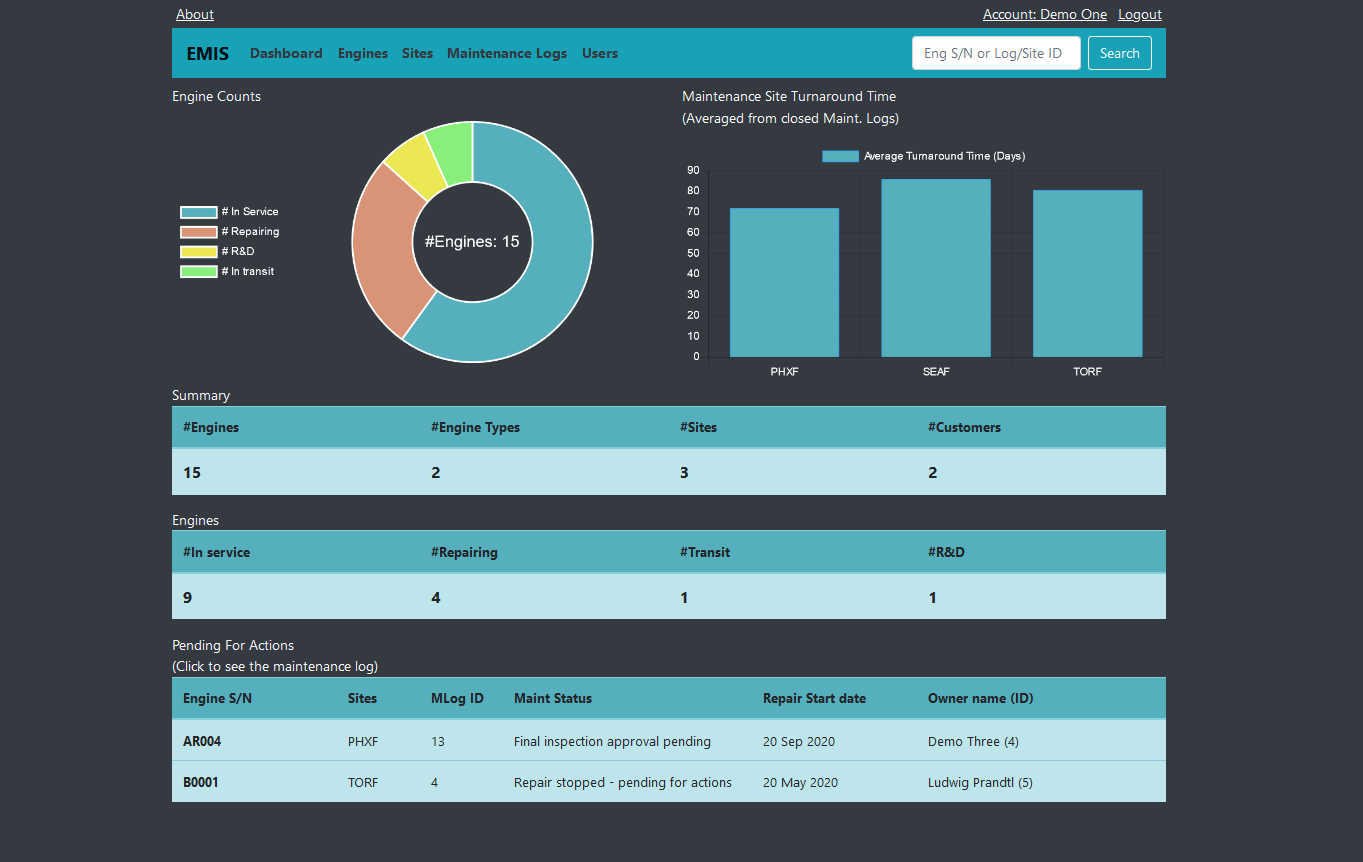 About
Account: Demo One Logout
EMIS Dashboard Engines Sites Maintenance Logs Users
Eng S/N or Log/Site ID Search
Engine Counts
# In Service
# Repairing
# R&D
# In transit
#Engines: 15
Maintenance Site Turnaround Time
(Averaged from closed Maint. Logs)
Average Turnaround Time (Days)
90
80
70
60
50
40
30
20
10
0
PHXF SEAF TORF
Summary
#Engines #Engine Types #Sites #Customers
15 2 3 2
Engines
#In service #Repairing #Transit #R&D
9 4 1 1
Pending For Actions
(Click to see the maintenance log)
Engine S/N Sites MLog ID Maint Status Repair Start date Owner name (ID)
AR004 PHXF 13 Final inspection approval pending 20 Sep 2020 Demo Three (4)
B0001 TORF 4 Repair stopped - pending for actions 20 May 2020 Ludwig Prandtl (5)